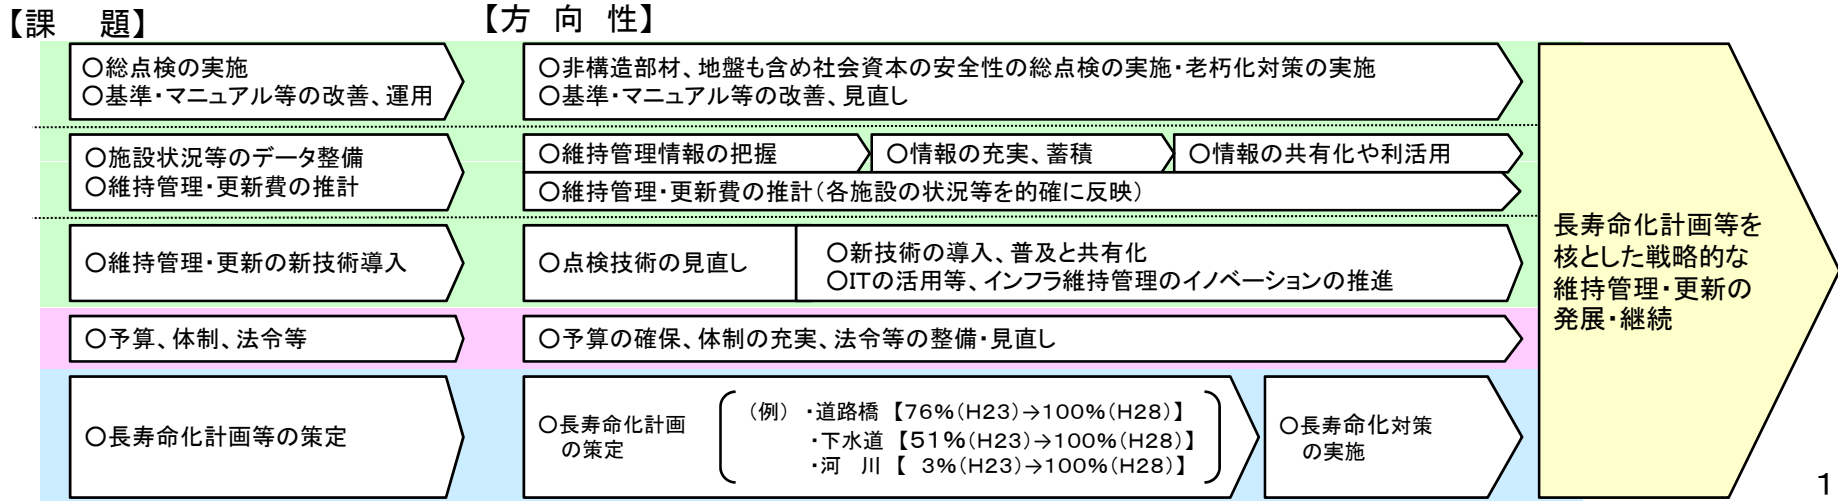 【課　題】
【方 向 性】
○総点検の実施
○基準・マニュアル等の改善、運用
○非構造部材、地盤も含め社会資本の安全性の総点検の実施・老朽化対策の実施
○基準・マニュアル等の改善、見直し
○施設状況等のデータ整備
○維持管理・更新費の推計
○維持管理情報の把握
○情報の充実、蓄積
○情報の共有化や利活用
○維持管理・更新費の推計（各施設の状況等を的確に反映）
○維持管理・更新の新技術導入
○点検技術の見直し
○新技術の導入、普及と共有化
○ITの活用等、インフラ維持管理のイノベーションの推進
○予算、体制、法令等
○予算の確保、体制の充実、法令等の整備・見直し
○長寿命化計画等の策定
○長寿命化計画
の策定
（例） ・道路橋 【76%(H23)→100%(H28)】
・下水道 【51%(H23)→100%(H28)】
・河　川 【 3%(H23)→100%(H28)】
○長寿命化対策
の実施
長寿命化計画等を
核とした戦略的な
維持管理・更新の
発展・継続
1